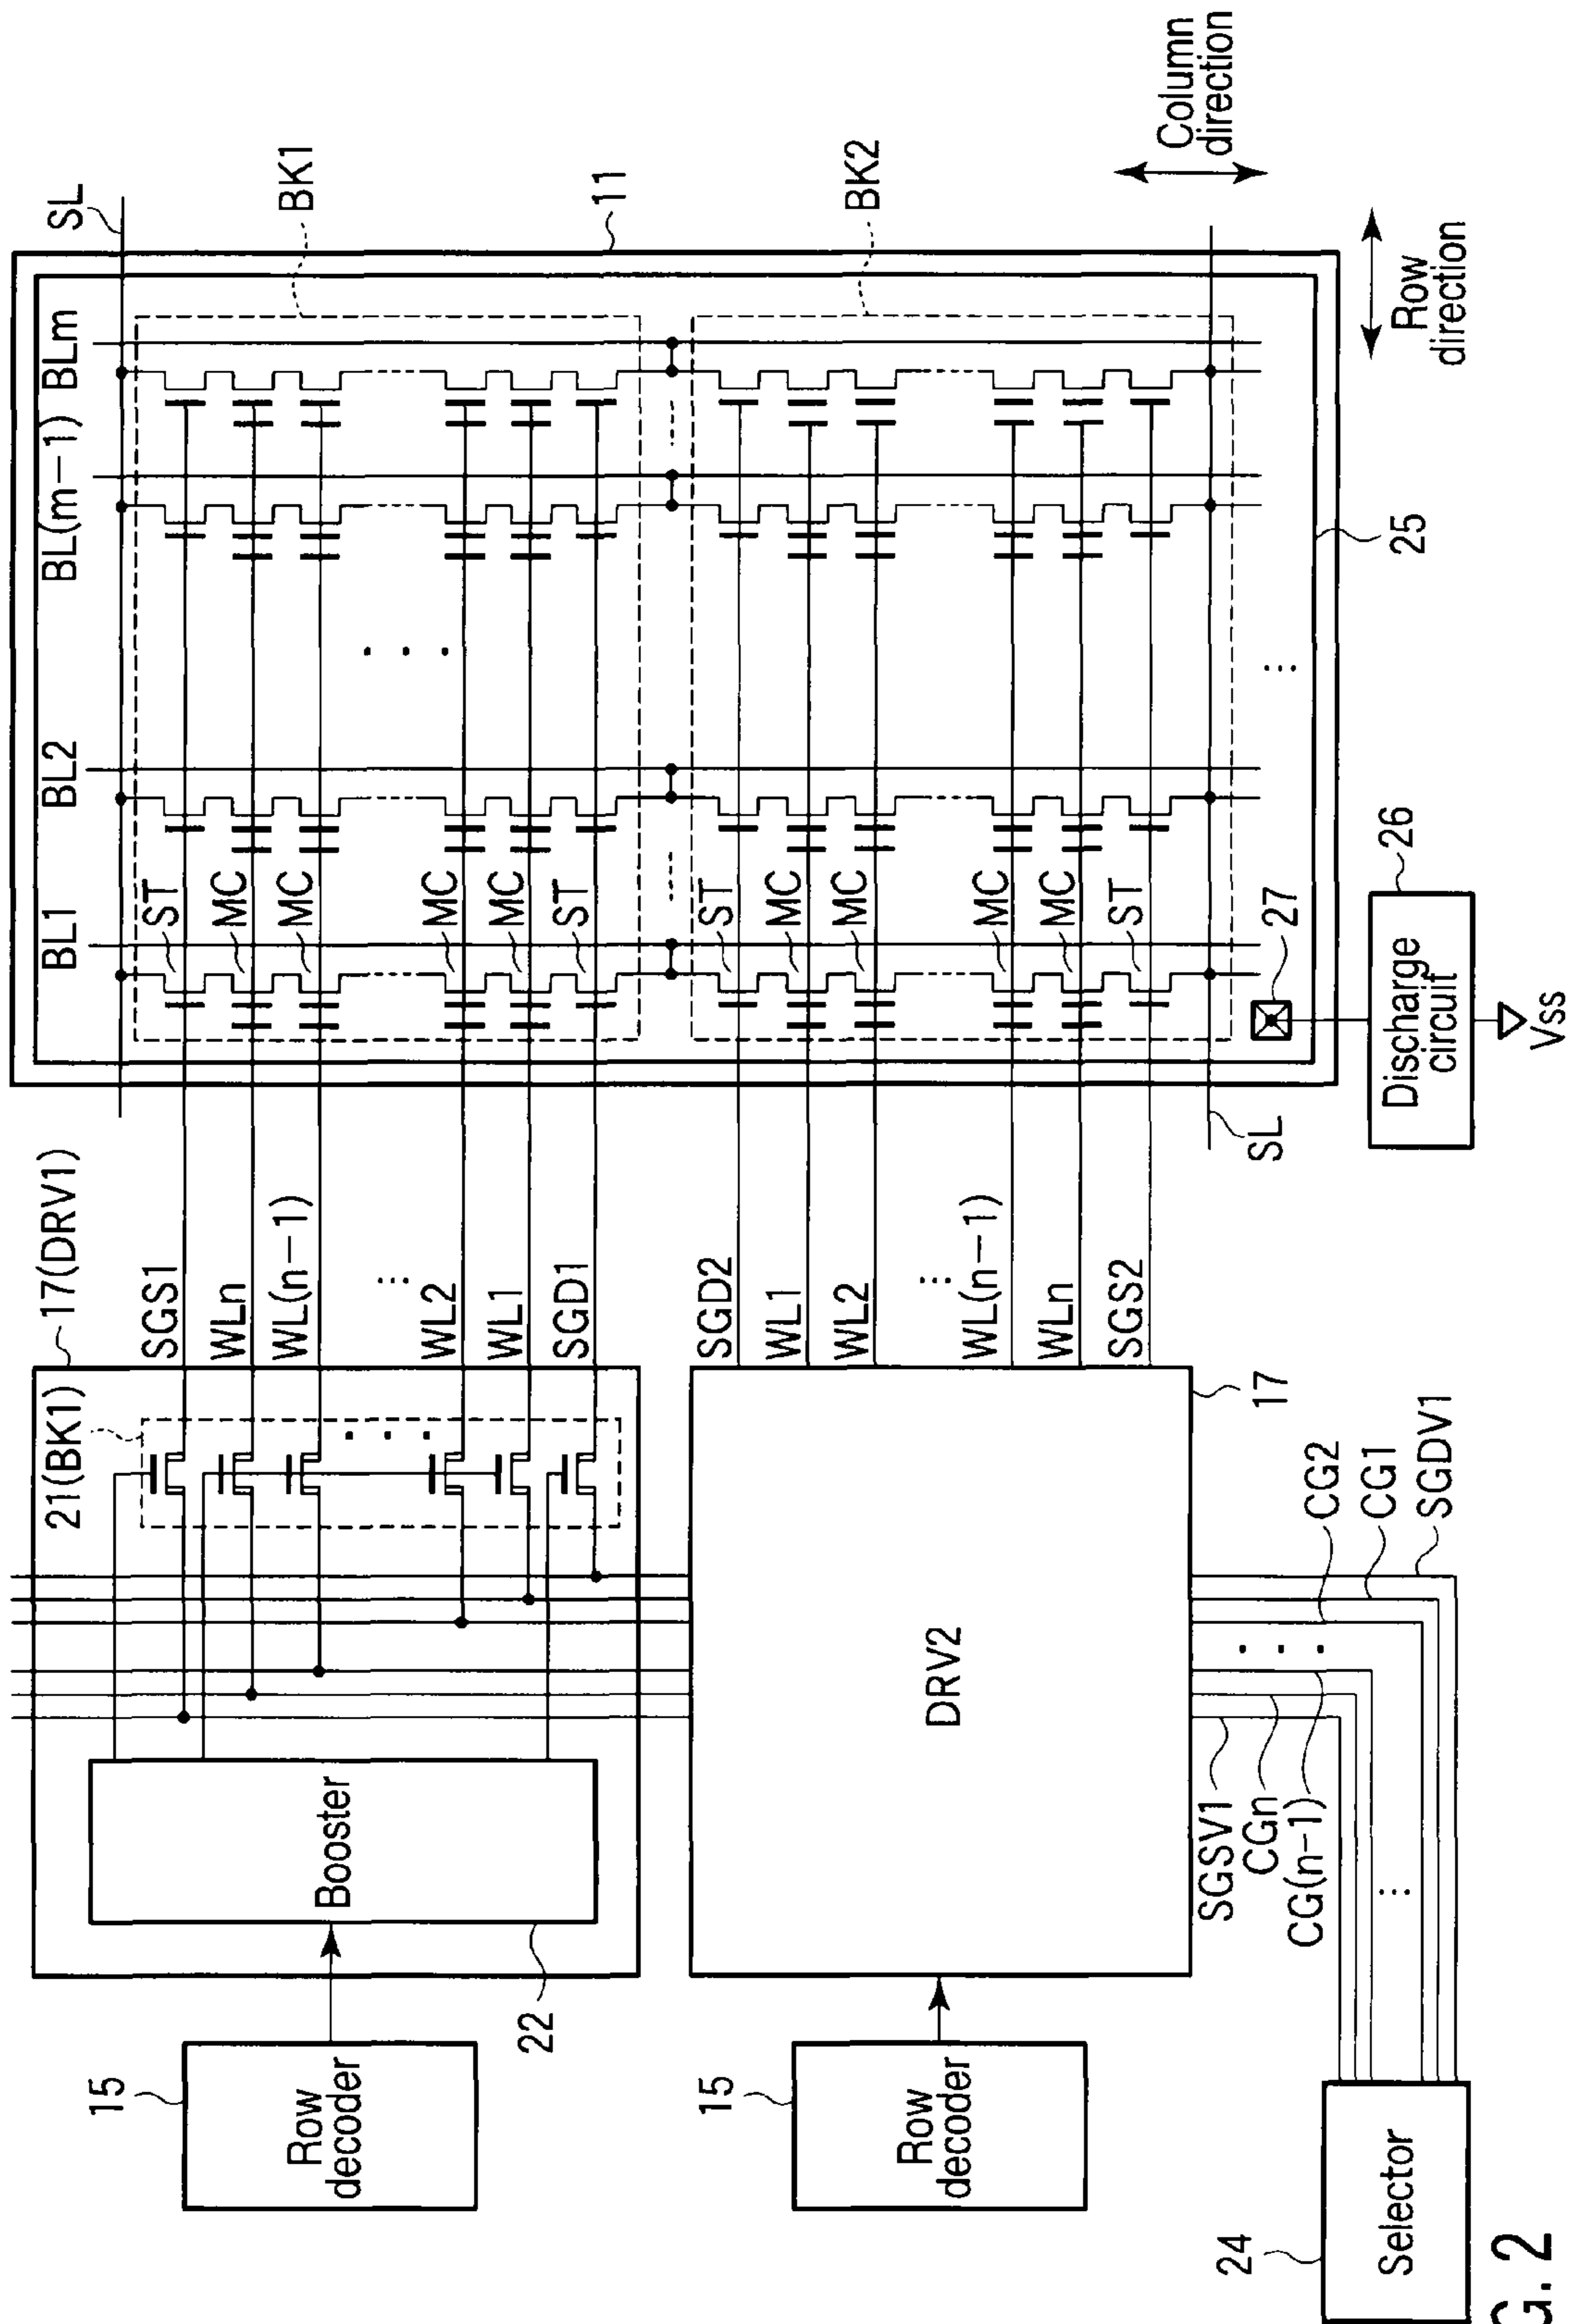 SL
BLm
BL(m-1)
BL2
BL1
BK1
11
BK2
Column
direction
Row
direction
ST
MC
MC
MC
MC
ST
ST
MC
MC
MC
MC
ST
25
26
27
Discharge
circuit
Vss
SL
17(DRV1)
SGS1
WLn
WL(n-1)
⋮
WL2
WL1
SGD1
SGD2
WL1
WL2
⋮
WL(n-1)
WLn
SGS2
21(BK1)
17
Booster
22
DRV2
CG2
CG1
SGDV1
SGSV1
CGn
CG(n-1)
15
Row
decoder
15
Row
decoder
24
Selector
G. 2